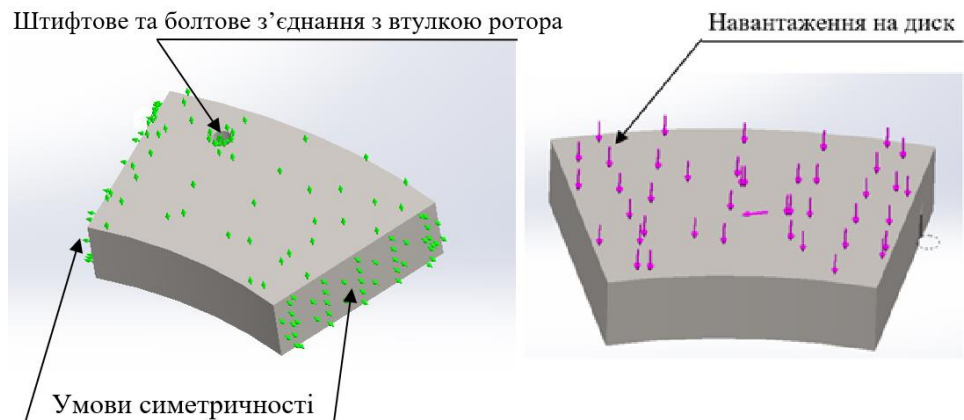 Штифтове та болтове з’єднання з втулкою ротора
Навантаження на диск
Умови симетричності